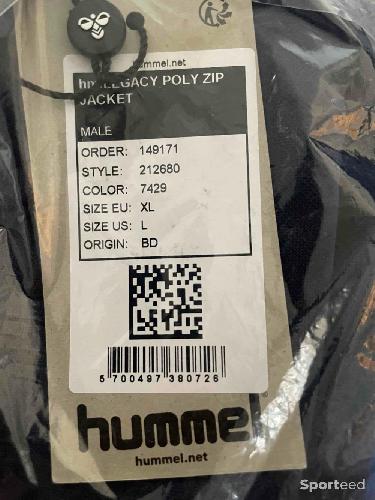 hummel.net
hmlLEGACY POLY ZIP
JACKET
MALE
ORDER: 149171
STYLE: 212680
COLOR: 7429
SIZE EU: XL
SIZE US: L
ORIGIN: BD
5 700497 380726
hummel
hummel.net
Sporteed